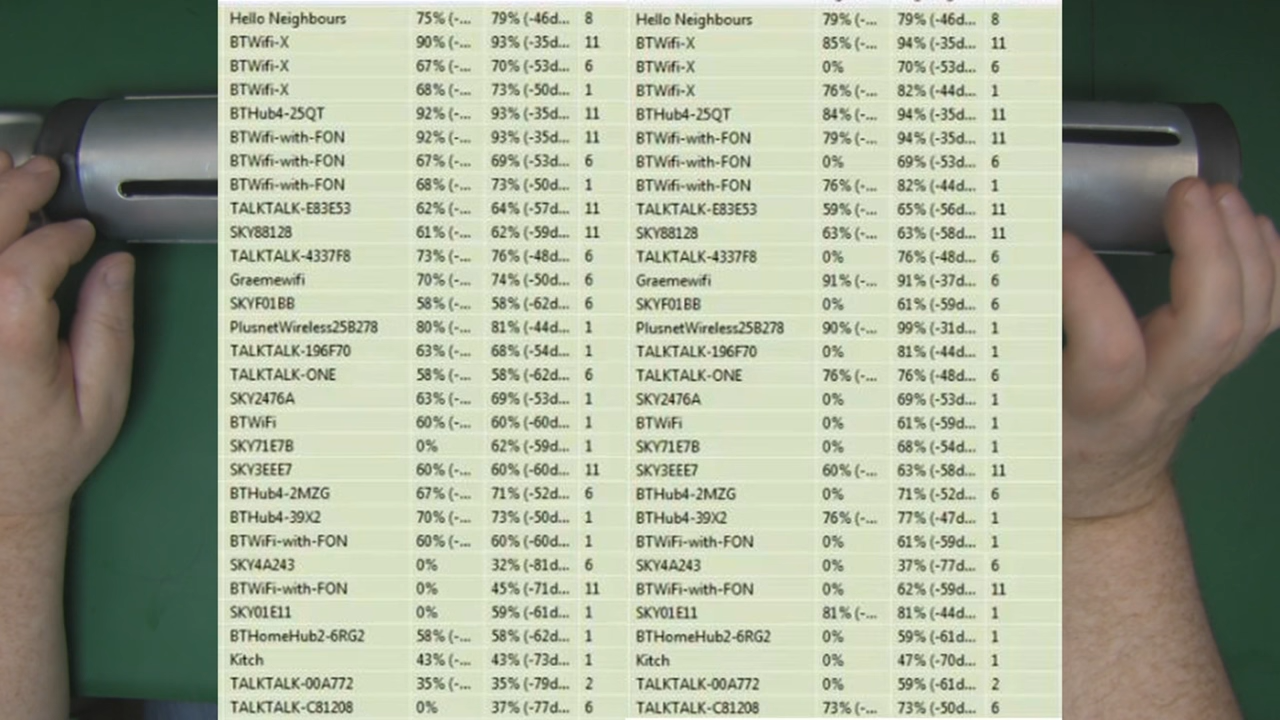 Hello Neighbours 75% (-... 79% (-46d... 8 Hello Neighbours 79% (-... 79% (-46d... 8
BTWifi-X 90% (-... 93% (-35d... 11 BTWifi-X 85% (-... 94% (-35d... 11
BTWifi-X 67% (-... 70% (-53d... 6 BTWifi-X 0% 70% (-53d... 6
BTWifi-X 68% (-... 73% (-50d... 1 BTWifi-X 76% (-... 82% (-44d... 1
BTHub4-25QT 92% (-... 93% (-35d... 11 BTHub4-25QT 84% (-... 94% (-35d... 11
BTWifi-with-FON 92% (-... 93% (-35d... 11 BTWifi-with-FON 79% (-... 94% (-35d... 11
BTWifi-with-FON 67% (-... 69% (-53d... 6 BTWifi-with-FON 0% 69% (-53d... 6
BTWifi-with-FON 68% (-... 73% (-50d... 1 BTWifi-with-FON 76% (-... 82% (-44d... 1
TALKTALK-E83E53 62% (-... 64% (-57d... 11 TALKTALK-E83E53 59% (-... 65% (-56d... 11
SKY88128 61% (-... 62% (-59d... 11 SKY88128 63% (-... 63% (-58d... 11
TALKTALK-4337F8 73% (-... 76% (-48d... 6 TALKTALK-4337F8 0% 76% (-48d... 6
Graemewifi 70% (-... 74% (-50d... 6 Graemewifi 91% (-... 91% (-37d... 6
SKYF01BB 58% (-... 58% (-62d... 6 SKYF01BB 0% 61% (-59d... 6
PlusnetWireless25B278 80% (-... 81% (-44d... 1 PlusnetWireless25B278 90% (-... 99% (-31d... 1
TALKTALK-196F70 63% (-... 68% (-54d... 1 TALKTALK-196F70 0% 81% (-44d... 1
TALKTALK-ONE 58% (-... 58% (-62d... 6 TALKTALK-ONE 76% (-... 76% (-48d... 6
SKY2476A 63% (-... 69% (-53d... 1 SKY2476A 0% 69% (-53d... 1
BTWiFi 60% (-... 60% (-60d... 1 BTWiFi 0% 61% (-59d... 1
SKY71E7B 0% 62% (-59d... 1 SKY71E7B 0% 68% (-54d... 1
SKY3EEE7 60% (-... 60% (-60d... 11 SKY3EEE7 60% (-... 63% (-58d... 11
BTHub4-2MZG 67% (-... 71% (-52d... 6 BTHub4-2MZG 0% 71% (-52d... 6
BTHub4-39X2 70% (-... 73% (-50d... 1 BTHub4-39X2 76% (-... 77% (-47d... 1
BTWiFi-with-FON 60% (-... 60% (-60d... 1 BTWiFi-with-FON 0% 61% (-59d... 1
SKY4A243 0% 32% (-81d... 6 SKY4A243 0% 37% (-77d... 6
BTWiFi-with-FON 0% 45% (-71d... 11 BTWiFi-with-FON 0% 62% (-59d... 11
SKY01E11 0% 59% (-61d... 1 SKY01E11 81% (-... 81% (-44d... 1
BTHomeHub2-6RG2 58% (-... 58% (-62d... 1 BTHomeHub2-6RG2 0% 59% (-61d... 1
Kitch 43% (-... 43% (-73d... 1 Kitch 0% 47% (-70d... 1
TALKTALK-00A772 35% (-... 35% (-79d... 2 TALKTALK-00A772 0% 59% (-61d... 2
TALKTALK-C81208 0% 37% (-77d... 6 TALKTALK-C81208 73% (-... 73% (-50d... 6